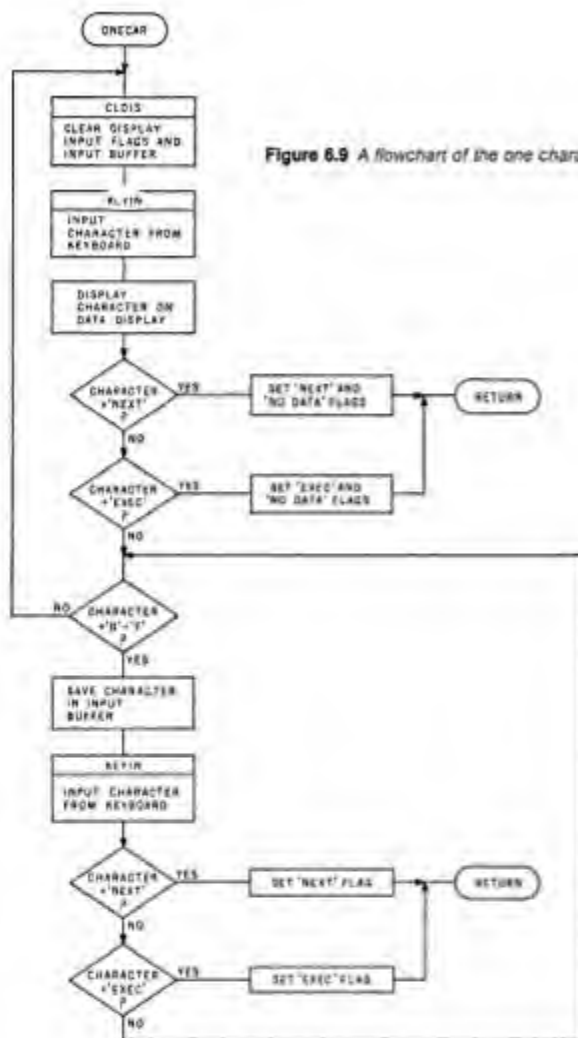 ONECAR
CLDIS
CLEAR DISPLAY
INPUT FLAGS AND
INPUT BUFFER
Figure 6.9 A flowchart of the one chara
KEYIN
INPUT
CHARACTER FROM
KEYBOARD
DISPLAY
CHARACTER ON
DATA DISPLAY
CHARACTER
='NEXT'
?
YES
SET 'NEXT' AND
'NO DATA' FLAGS
RETURN
NO
CHARACTER
='EXEC'
?
YES
SET 'EXEC' AND
'NO DATA' FLAGS
NO
NO
CHARACTER
?
YES
SAVE CHARACTER
IN INPUT
BUFFER
KEYIN
INPUT CHARACTER
FROM KEYBOARD
CHARACTER
='NEXT'
?
YES
SET 'NEXT' FLAG
RETURN
NO
CHARACTER
='EXEC'
?
YES
SET 'EXEC' FLAG
NO